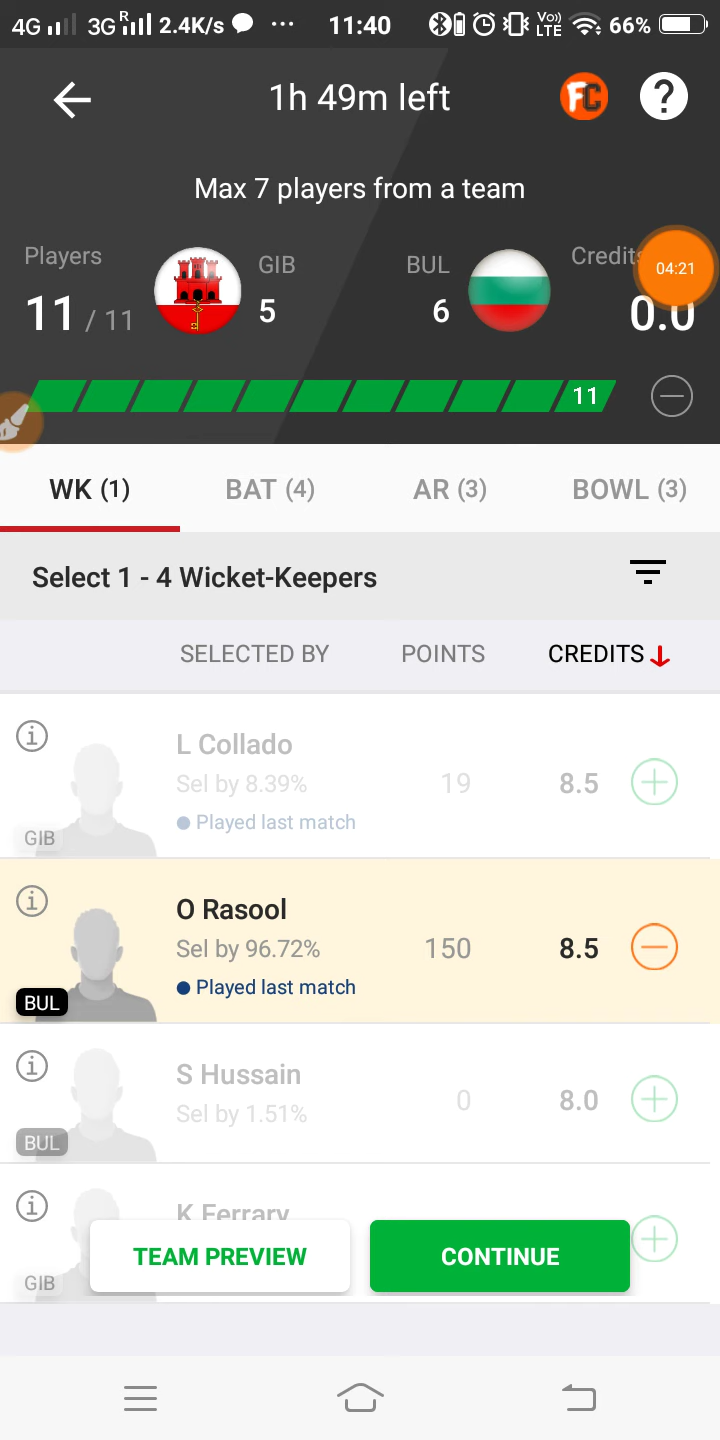 4G 3G R 2.4K/s ... 11:40 Vo)) LTE 66%
1h 49m left FC ?
Max 7 players from a team
Players GIB BUL Credits 04:21
11 / 11 5 6 0.0
11
WK (1) BAT (4) AR (3) BOWL (3)
Select 1 - 4 Wicket-Keepers
SELECTED BY POINTS CREDITS
L Collado
Sel by 8.39% 19 8.5
Played last match
GIB
O Rasool
Sel by 96.72% 150 8.5
Played last match
BUL
S Hussain
Sel by 1.51% 0 8.0
BUL
K Ferrary
TEAM PREVIEW CONTINUE
GIB